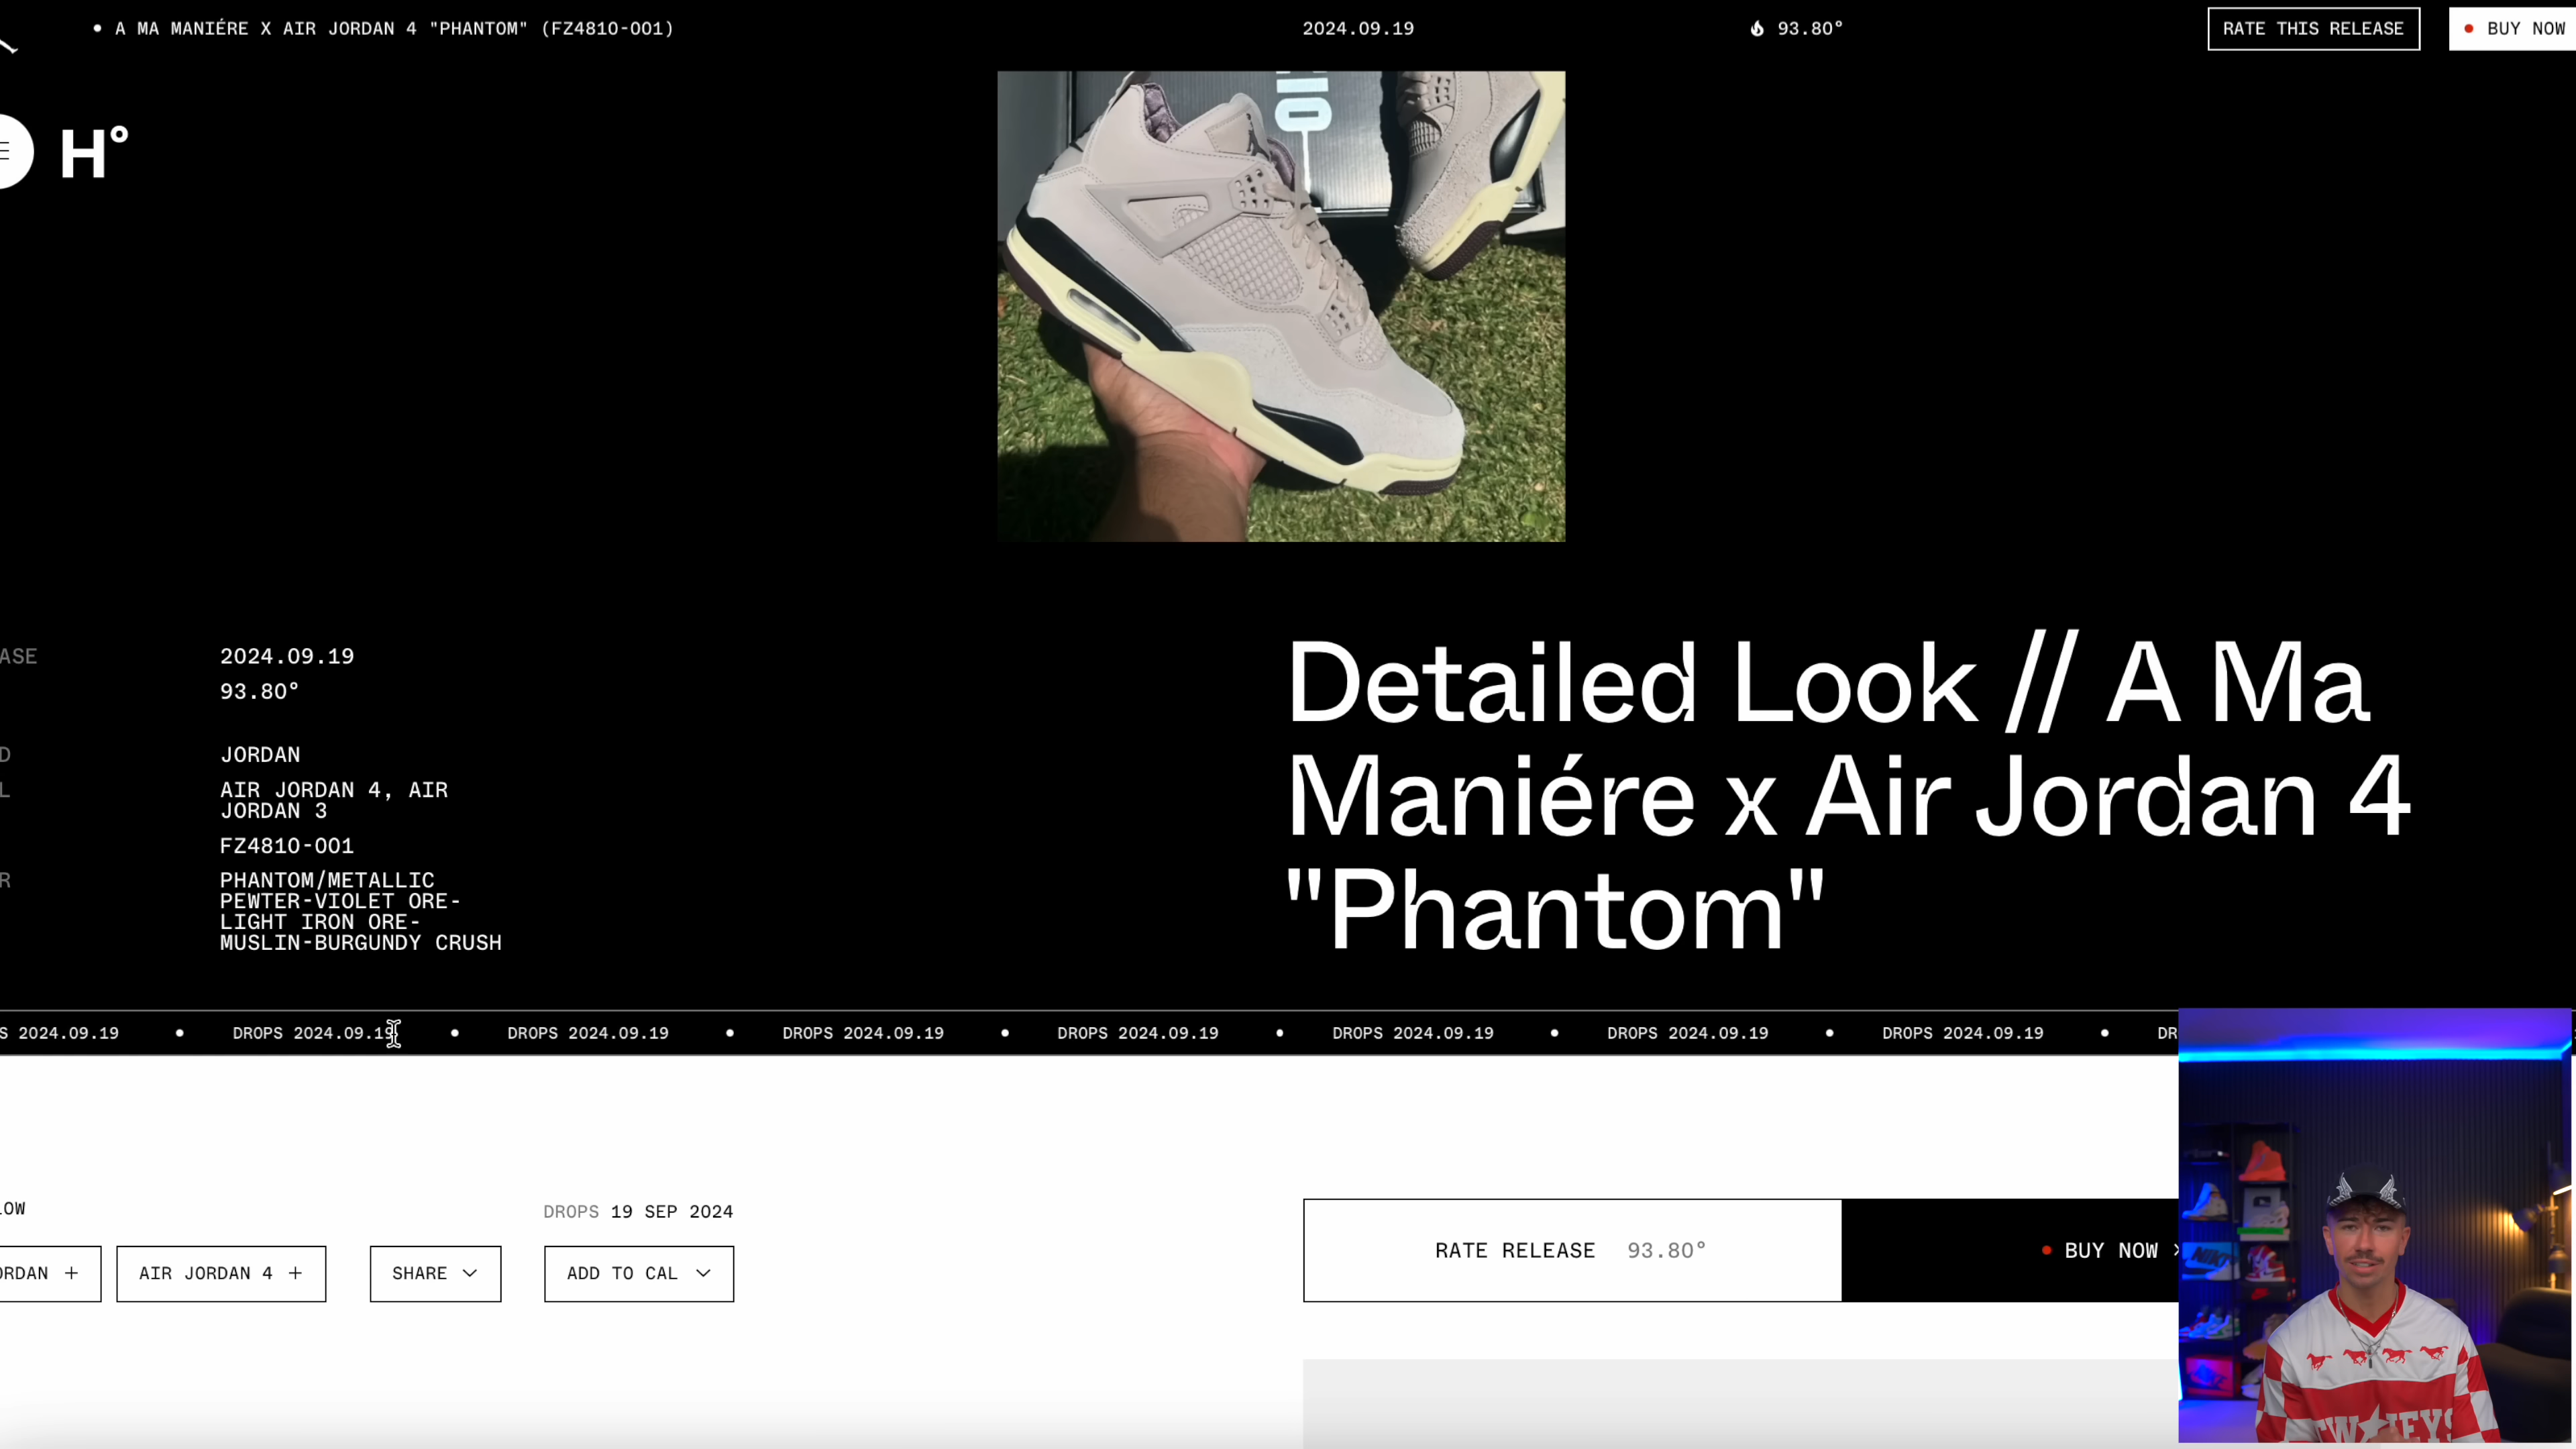 A MA MANIÉRE X AIR JORDAN 4 "PHANTOM" (FZ4810-001)
2024.09.19
93.80°
RATE THIS RELEASE
BUY NOW
H°
ASE
2024.09.19
93.80°
D
JORDAN
L
AIR JORDAN 4, AIR
JORDAN 3
FZ4810-001
R
PHANTOM/METALLIC
PEWTER-VIOLET ORE-
LIGHT IRON ORE-
MUSLIN-BURGUNDY CRUSH
Detailed Look // A Ma
Maniére x Air Jordan 4
"Phantom"
S 2024.09.19 • DROPS 2024.09.19 • DROPS 2024.09.19 • DROPS 2024.09.19 • DROPS 2024.09.19 • DROPS 2024.09.19 • DROPS 2024.09.19 • DROPS 2024.09.19 • DR
LOW
DROPS 19 SEP 2024
ORDAN +
AIR JORDAN 4 +
SHARE
ADD TO CAL
RATE RELEASE 93.80°
BUY NOW
NIKE